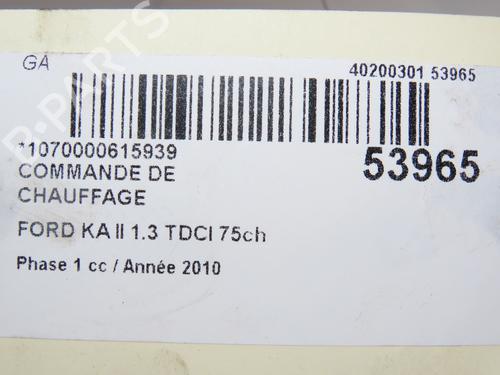 GA
40200301 53965
*1070000615939
53965
COMMANDE DE
CHAUFFAGE
FORD KA II 1.3 TDCI 75ch
Phase 1 cc / Année 2010
B-PARTS